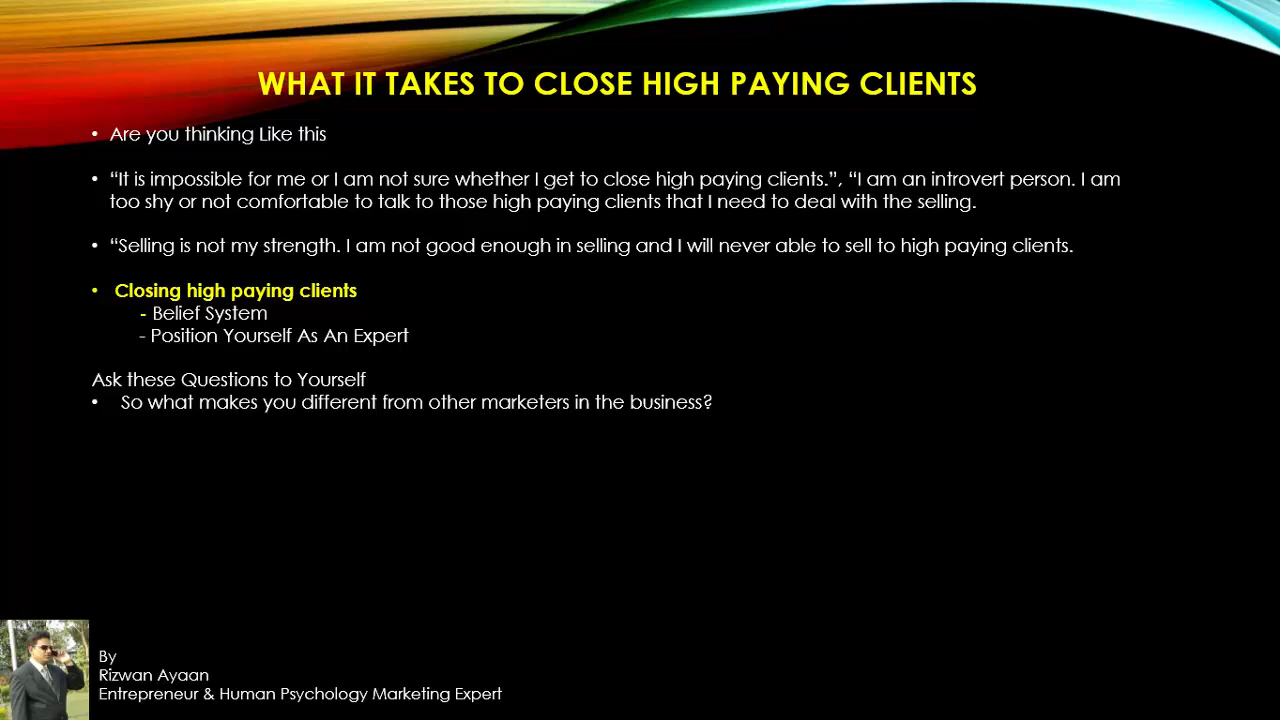 WHAT IT TAKES TO CLOSE HIGH PAYING CLIENTS
• Are you thinking Like this
• “It is impossible for me or I am not sure whether I get to close high paying clients.”, “I am an introvert person. I am
too shy or not comfortable to talk to those high paying clients that I need to deal with the selling.
• “Selling is not my strength. I am not good enough in selling and I will never able to sell to high paying clients.
• Closing high paying clients
- Belief System
- Position Yourself As An Expert
Ask these Questions to Yourself
• So what makes you different from other marketers in the business?
By
Rizwan Ayaan
Entrepreneur & Human Psychology Marketing Expert